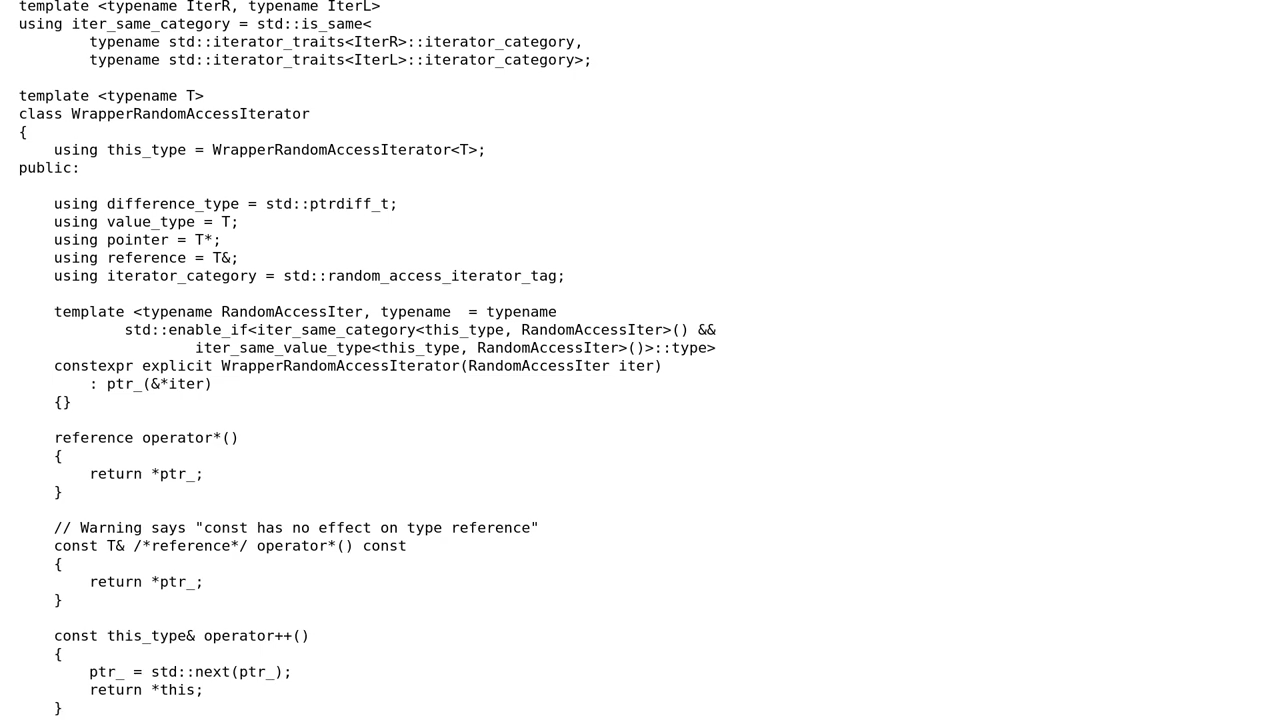 template <typename IterR, typename IterL>
using iter_same_category = std::is_same<
        typename std::iterator_traits<IterR>::iterator_category,
        typename std::iterator_traits<IterL>::iterator_category>;

template <typename T>
class WrapperRandomAccessIterator
{
    using this_type = WrapperRandomAccessIterator<T>;
public:

    using difference_type = std::ptrdiff_t;
    using value_type = T;
    using pointer = T*;
    using reference = T&;
    using iterator_category = std::random_access_iterator_tag;

    template <typename RandomAccessIter, typename  = typename
            std::enable_if<iter_same_category<this_type, RandomAccessIter>() &&
                    iter_same_value_type<this_type, RandomAccessIter>()>::type>
    constexpr explicit WrapperRandomAccessIterator(RandomAccessIter iter)
        : ptr_(&*iter)
    {}

    reference operator*()
    {
        return *ptr_;
    }

    // Warning says "const has no effect on type reference"
    const T& /*reference*/ operator*() const
    {
        return *ptr_;
    }

    const this_type& operator++()
    {
        ptr_ = std::next(ptr_);
        return *this;
    }